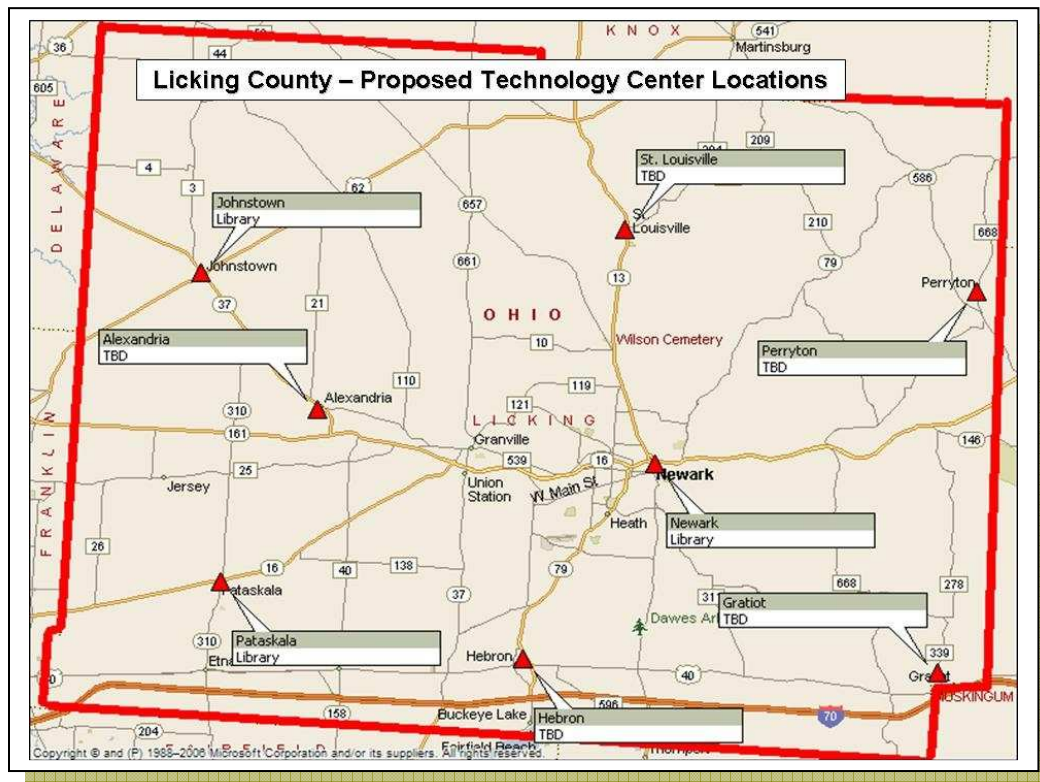 Licking County – Proposed Technology Center Locations
KNOX
541
Martinsburg
36
44
605
DELAWARE
209
St. Louisville
TBD
4
3
62
586
Johnstown
Library
657
St.
Louisville
210
668
661
79
Johnstown
13
Perryton
37
21
OHIO
Alexandria
TBD
10
Wilson Cemetery
Perryton
TBD
110
119
Alexandria
121
310
LICKING
161
Granville
146
FRANKLIN
25
539
16
Newark
Jersey
Union
Station
W. Main St
Heath
Newark
Library
26
16
40
138
79
668
278
Pataskala
37
Gratiot
TBD
Dawes
310
Pataskala
Library
Hebron
339
40
MUSKINGUM
596
158
Buckeye Lake
Hebron
TBD
70
204
Fairfield Beach
Copyright © and (P) 1988–2006 Microsoft Corporation and/or its suppliers. All rights reserved.